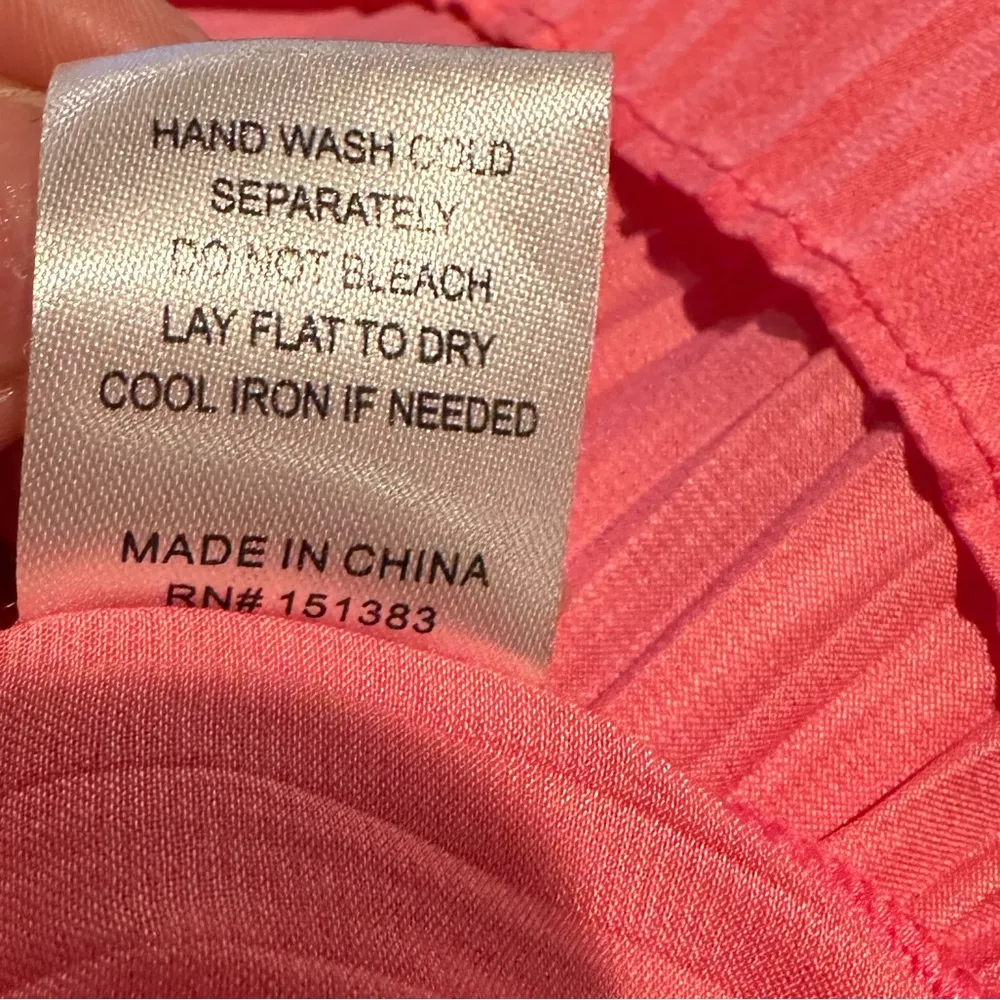 HAND WASH COLD
SEPARATELY
DO NOT BLEACH
LAY FLAT TO DRY
COOL IRON IF NEEDED
MADE IN CHINA
RN# 151383